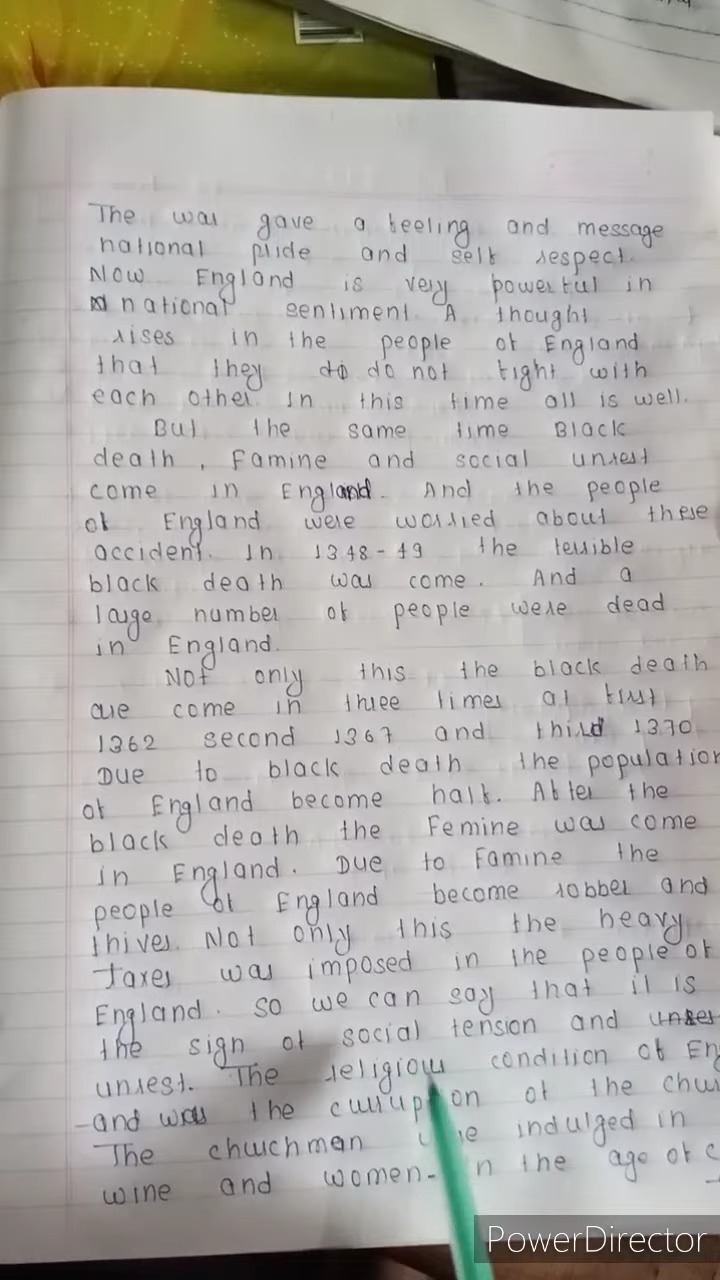 The war gave a feeling and message
national pride and self respect.
Now England is very powerful in
national sentiment. A thought
rises in the people of England
that they do do not fight with
each other. In this time all is well.
But the same time Black
death, Famine and social unrest
come in England. And the people
of England were worried about these
accident. In 1348-49 the terrible
black death was come. And a
large number of people were dead
in England.
Not only this the black death
are come in three times at first
1362 second 1367 and third 1370
Due to black death the population
of England become half. After the
black death the Femine was come
in England. Due to Famine the
people of England become robber and
thives. Not only this the heavy
Taxes was imposed in the people of
England. So we can say that it is
the sign of social tension and unres
unrest. The religious condition of En
and was the of the
The churchman indulged in
wine and women- in the age of
PowerDirector